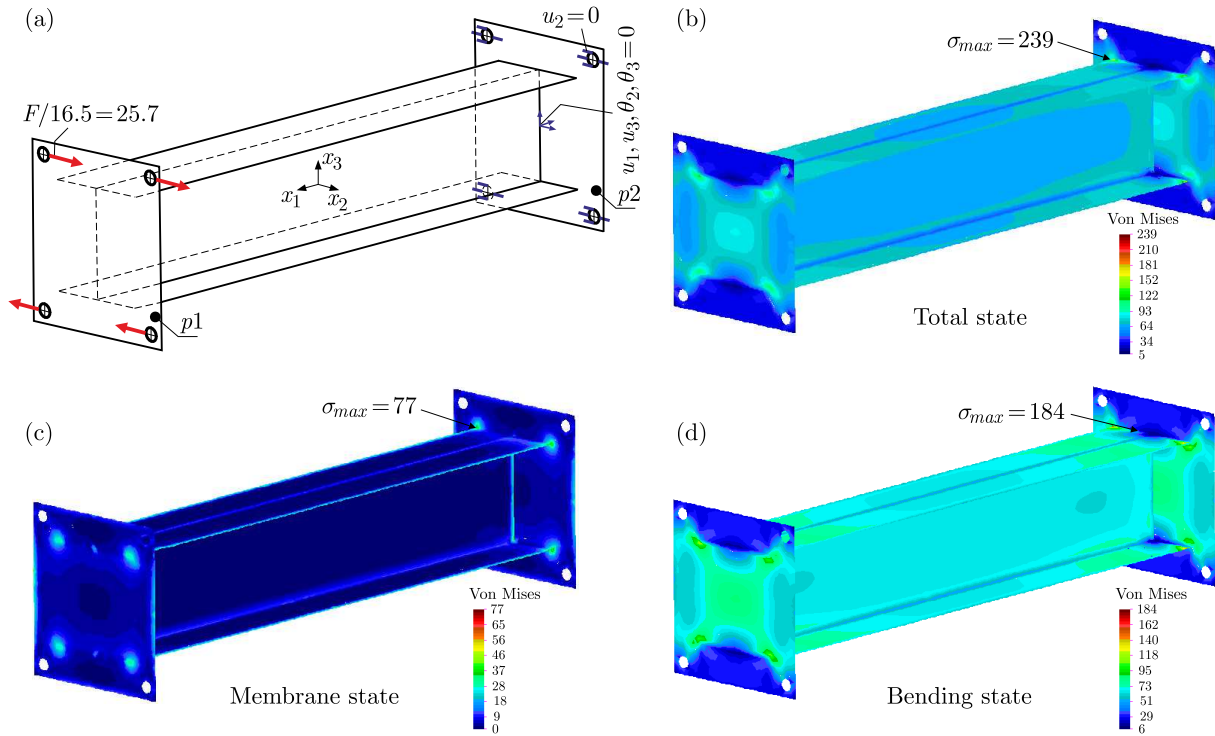 (a)
u₂=0
F/16.5=25.7
u₁, u₃, θ₂, θ₃=0
x₃
x₁
x₂
p2
p1
(b)
σmax=239
Von Mises
239
210
181
152
122
93
64
34
5
Total state
(c)
σmax=77
Von Mises
77
65
56
46
37
28
18
9
0
Membrane state
(d)
σmax=184
Von Mises
184
162
140
118
95
73
51
29
6
Bending state